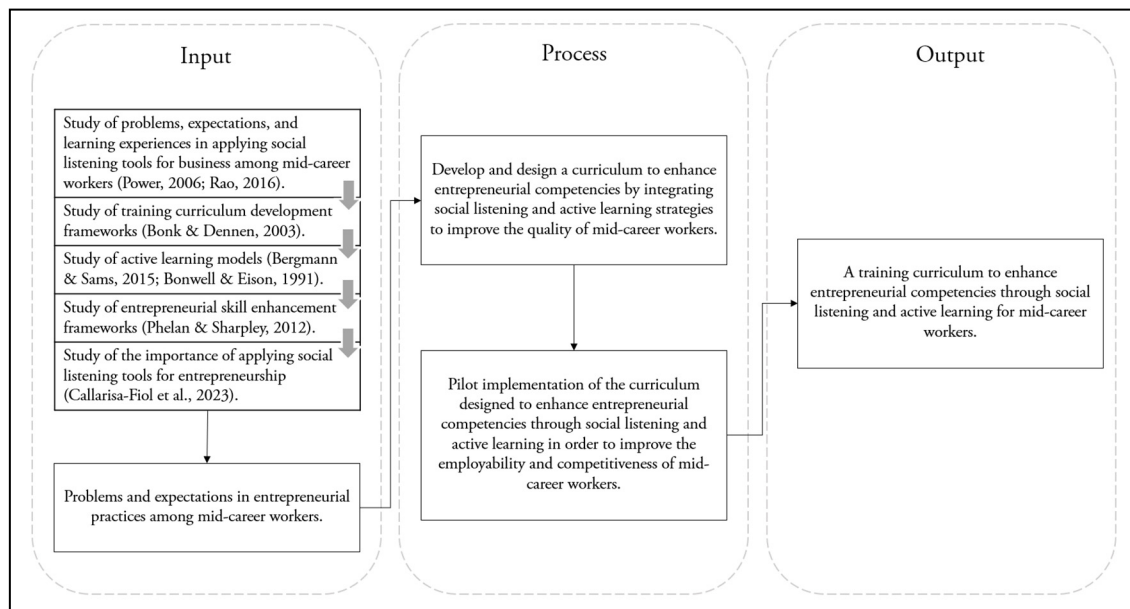 Input
Study of problems, expectations, and
learning experiences in applying social
listening tools for business among mid-career
workers (Power, 2006; Rao, 2016).
Study of training curriculum development
frameworks (Bonk & Dennen, 2003).
Study of active learning models (Bergmann
& Sams, 2015; Bonwell & Eison, 1991).
Study of entrepreneurial skill enhancement
frameworks (Phelan & Sharpley, 2012).
Study of the importance of applying social
listening tools for entrepreneurship
(Callarisa-Fiol et al., 2023).
Problems and expectations in entrepreneurial
practices among mid-career workers.
Process
Develop and design a curriculum to enhance
entrepreneurial competencies by integrating
social listening and active learning strategies
to improve the quality of mid-career workers.
Pilot implementation of the curriculum
designed to enhance entrepreneurial
competencies through social listening and
active learning in order to improve the
employability and competitiveness of mid-
career workers.
Output
A training curriculum to enhance
entrepreneurial competencies through social
listening and active learning for mid-career
workers.